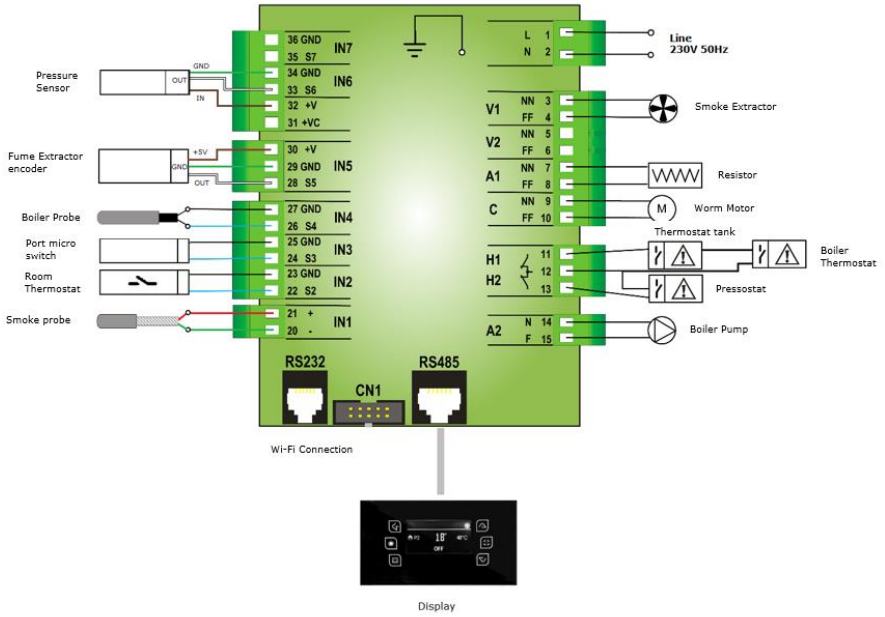 36 GND
IN7
35 S7
GND
34 GND
IN6
Pressure
Sensor
OUT
33 S6
IN
32 +V
31 +VC
+5V
30 +V
Fume Extractor
encoder
GND
29 GND
IN5
OUT
28 S5
27 GND
IN4
Boiler Probe
26 S4
Port micro
switch
25 GND
IN3
24 S3
Room
Thermostat
23 GND
IN2
22 S2
Smoke probe
21 +
IN1
20 -
L 1
N 2
Line
230V 50Hz
V1
NN 3
FF 4
Smoke Extractor
V2
NN 5
FF 6
A1
NN 7
FF 8
Resistor
C
NN 9
FF 10
M
Worm Motor
Thermostat tank
H1
11
12
H2
13
Boiler
Thermostat
Pressostat
A2
N 14
F 15
Boiler Pump
RS232
CN1
RS485
Wi-Fi Connection
P2
18°
40°C
OFF
Display